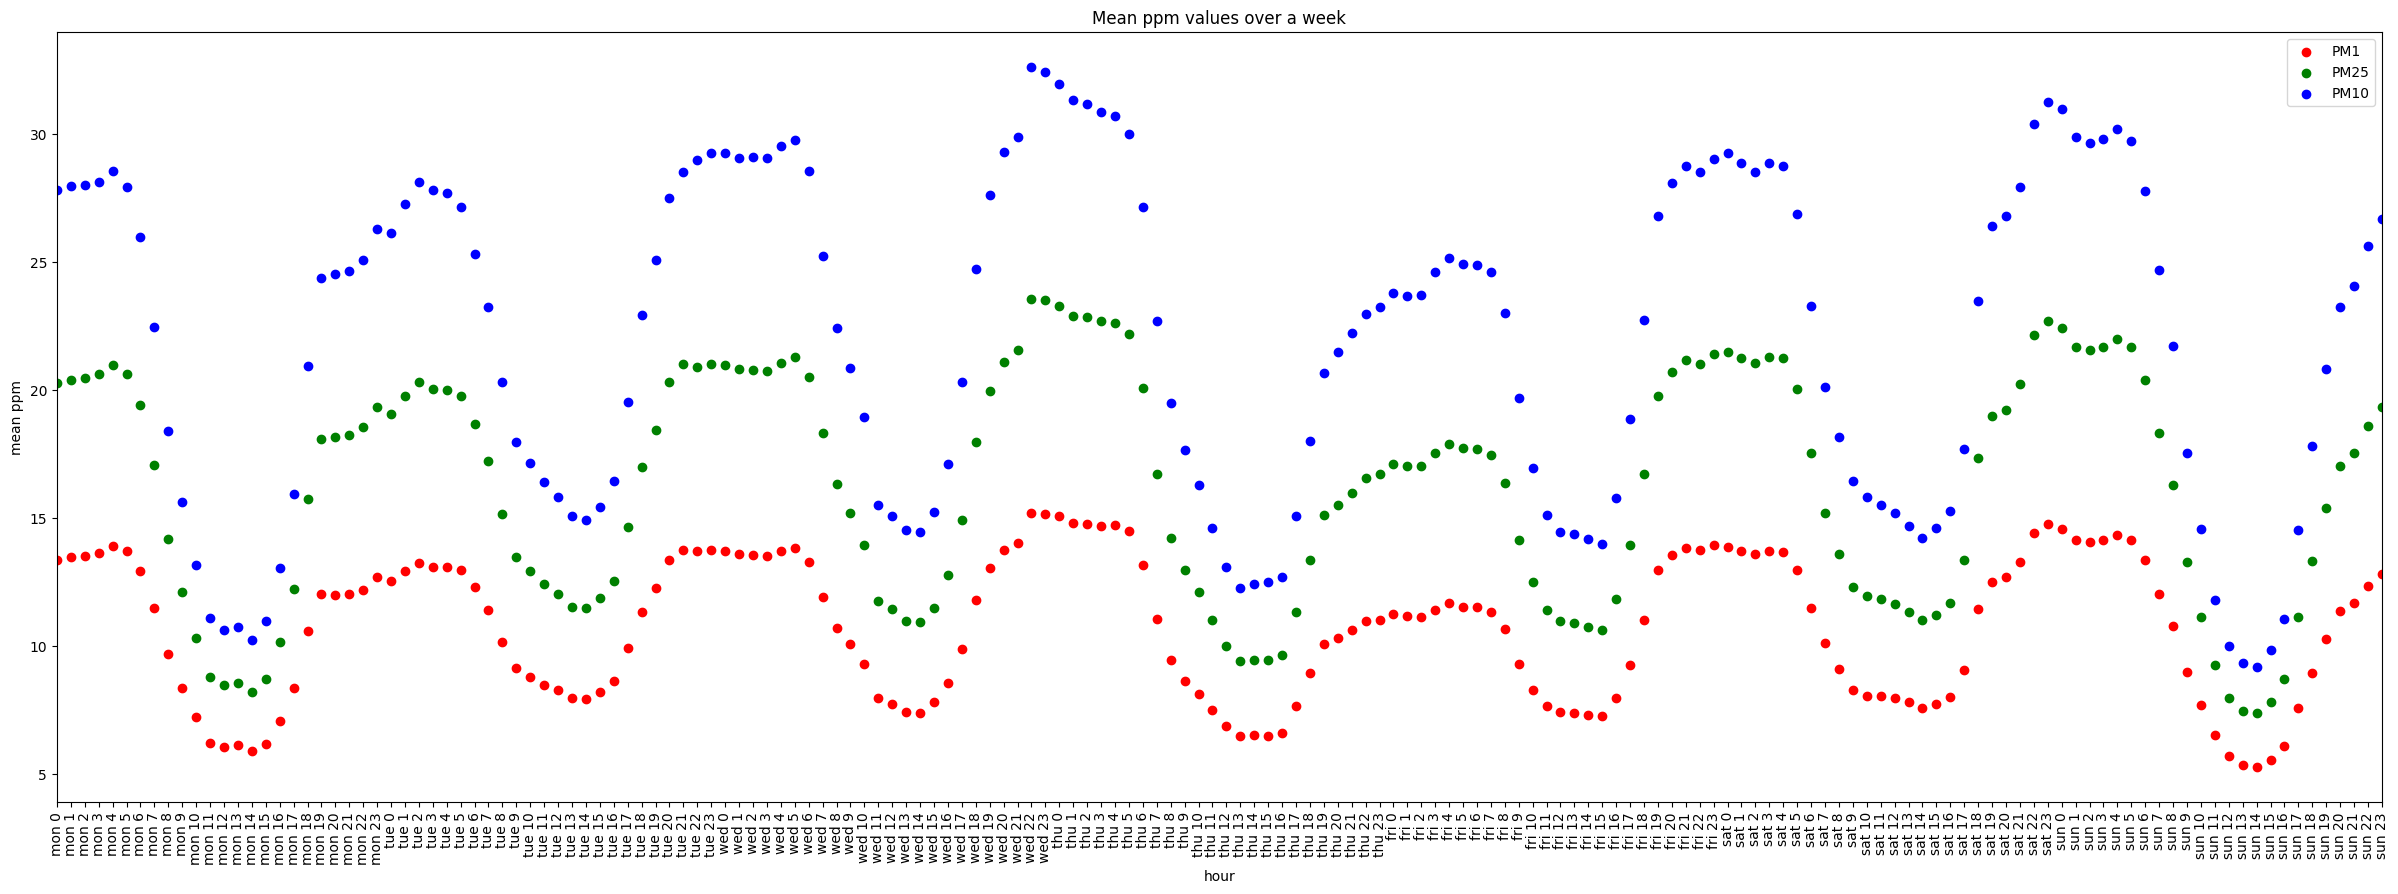 Mean ppm values over a week
PM1
PM25
PM10
mean ppm
30
25
20
15
10
5
mon 0
mon 1
mon 2
mon 3
mon 4
mon 5
mon 6
mon 7
mon 8
mon 9
mon 10
mon 11
mon 12
mon 13
mon 14
mon 15
mon 16
mon 17
mon 18
mon 19
mon 20
mon 21
mon 22
mon 23
tue 0
tue 1
tue 2
tue 3
tue 4
tue 5
tue 6
tue 7
tue 8
tue 9
tue 10
tue 11
tue 12
tue 13
tue 14
tue 15
tue 16
tue 17
tue 18
tue 19
tue 20
tue 21
tue 22
tue 23
wed 0
wed 1
wed 2
wed 3
wed 4
wed 5
wed 6
wed 7
wed 8
wed 9
wed 10
wed 11
wed 12
wed 13
wed 14
wed 15
wed 16
wed 17
wed 18
wed 19
wed 20
wed 21
wed 22
wed 23
thu 0
thu 1
thu 2
thu 3
thu 4
thu 5
thu 6
thu 7
thu 8
thu 9
thu 10
thu 11
thu 12
thu 13
thu 14
thu 15
thu 16
thu 17
thu 18
thu 19
thu 20
thu 21
thu 22
thu 23
fri 0
fri 1
fri 2
fri 3
fri 4
fri 5
fri 6
fri 7
fri 8
fri 9
fri 10
fri 11
fri 12
fri 13
fri 14
fri 15
fri 16
fri 17
fri 18
fri 19
fri 20
fri 21
fri 22
fri 23
sat 0
sat 1
sat 2
sat 3
sat 4
sat 5
sat 6
sat 7
sat 8
sat 9
sat 10
sat 11
sat 12
sat 13
sat 14
sat 15
sat 16
sat 17
sat 18
sat 19
sat 20
sat 21
sat 22
sat 23
sun 0
sun 1
sun 2
sun 3
sun 4
sun 5
sun 6
sun 7
sun 8
sun 9
sun 10
sun 11
sun 12
sun 13
sun 14
sun 15
sun 16
sun 17
sun 18
sun 19
sun 20
sun 21
sun 22
sun 23
hour